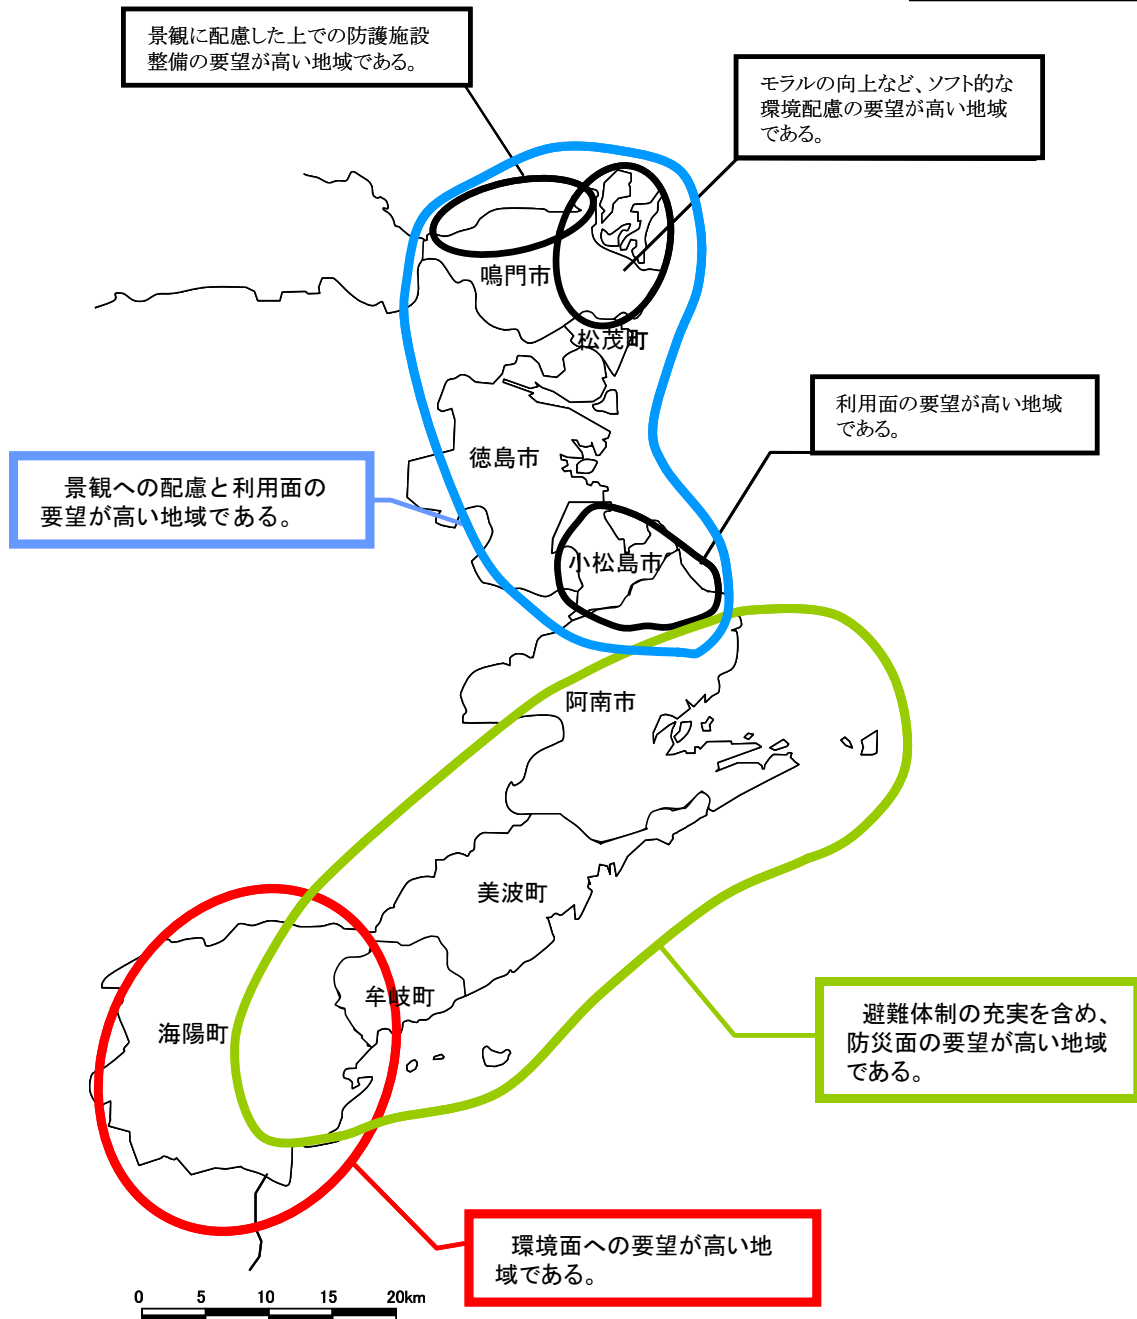 景観に配慮した上での防護施設
整備の要望が高い地域である。
モラルの向上など、ソフト的な
環境配慮の要望が高い地域
である。
鳴門市
松茂町
利用面の要望が高い地域
である。
徳島市
景観への配慮と利用面の
要望が高い地域である。
小松島市
阿南市
美波町
牟岐町
海陽町
避難体制の充実を含め、
防災面の要望が高い地域
である。
環境面への要望が高い地
域である。
0 5 10 15 20km